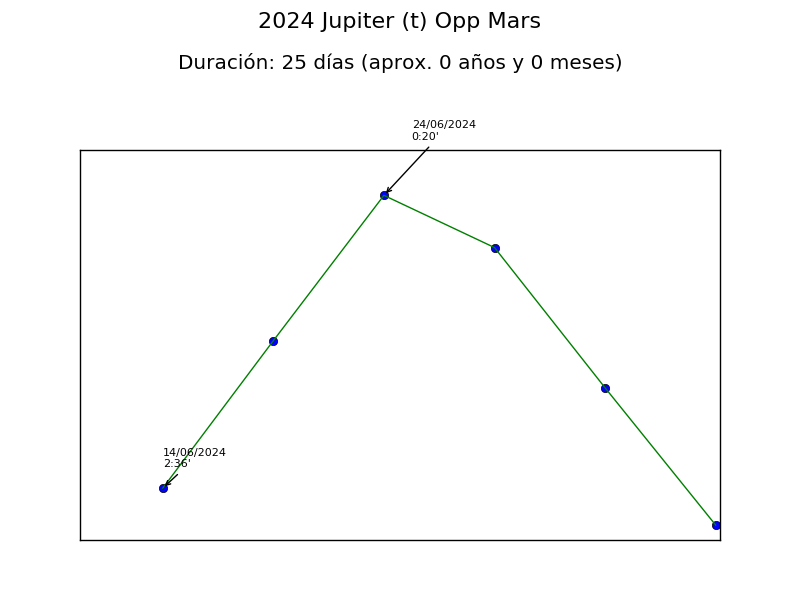 2024 Jupiter (t) Opp Mars
Duración: 25 días (aprox. 0 años y 0 meses)
24/06/2024
0:20'
14/06/2024
2:36'